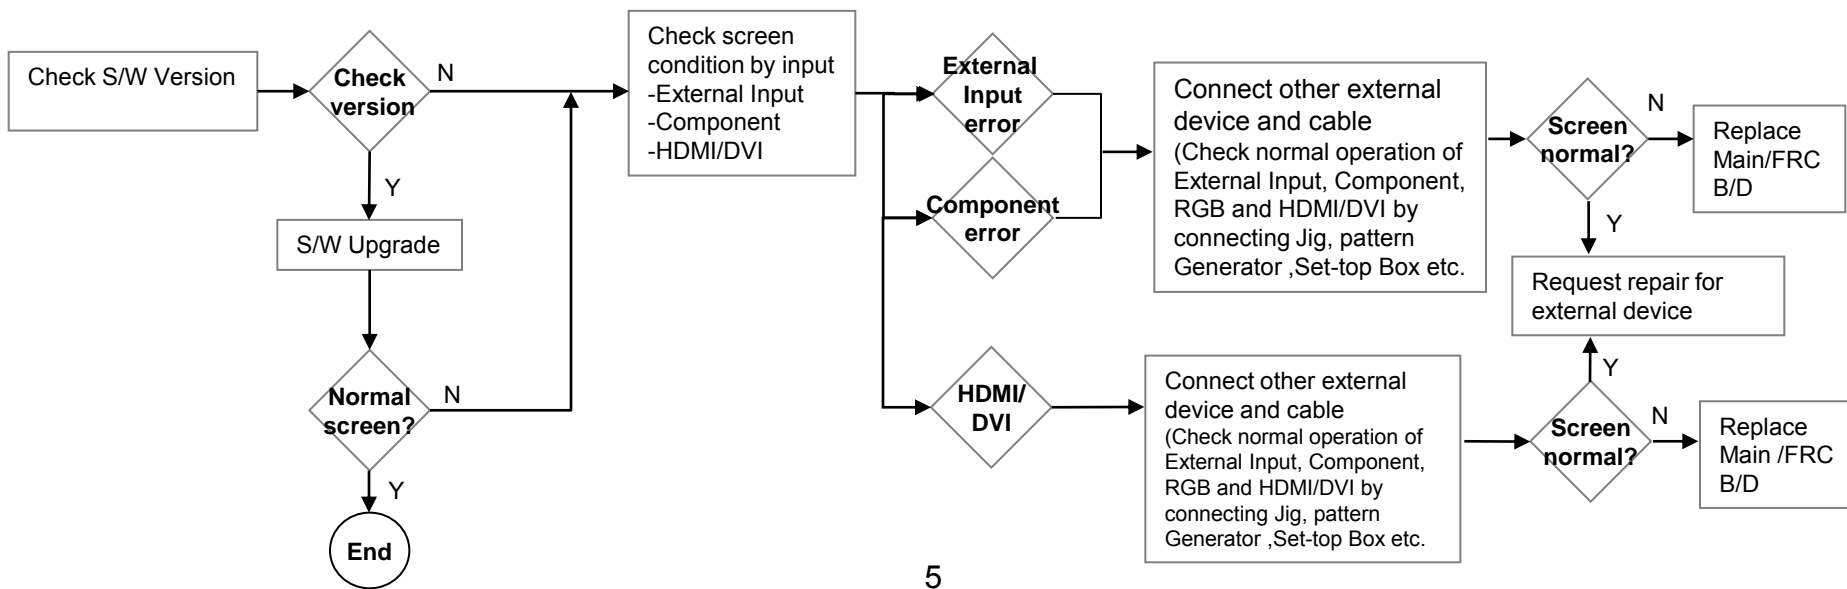 Check S/W Version
Check
version
N
Y
S/W Upgrade
Normal
screen?
N
Y
End
Check screen
condition by input
-External Input
-Component
-HDMI/DVI
External
Input
error
Component
error
HDMI/
DVI
Connect other external
device and cable
(Check normal operation of
External Input, Component,
RGB and HDMI/DVI by
connecting Jig, pattern
Generator ,Set-top Box etc.
Screen
normal?
N
Replace
Main/FRC
B/D
Y
Request repair for
external device
Connect other external
device and cable
(Check normal operation of
External Input, Component,
RGB and HDMI/DVI by
connecting Jig, pattern
Generator ,Set-top Box etc.
Y
Screen
normal?
N
Replace
Main /FRC
B/D
5